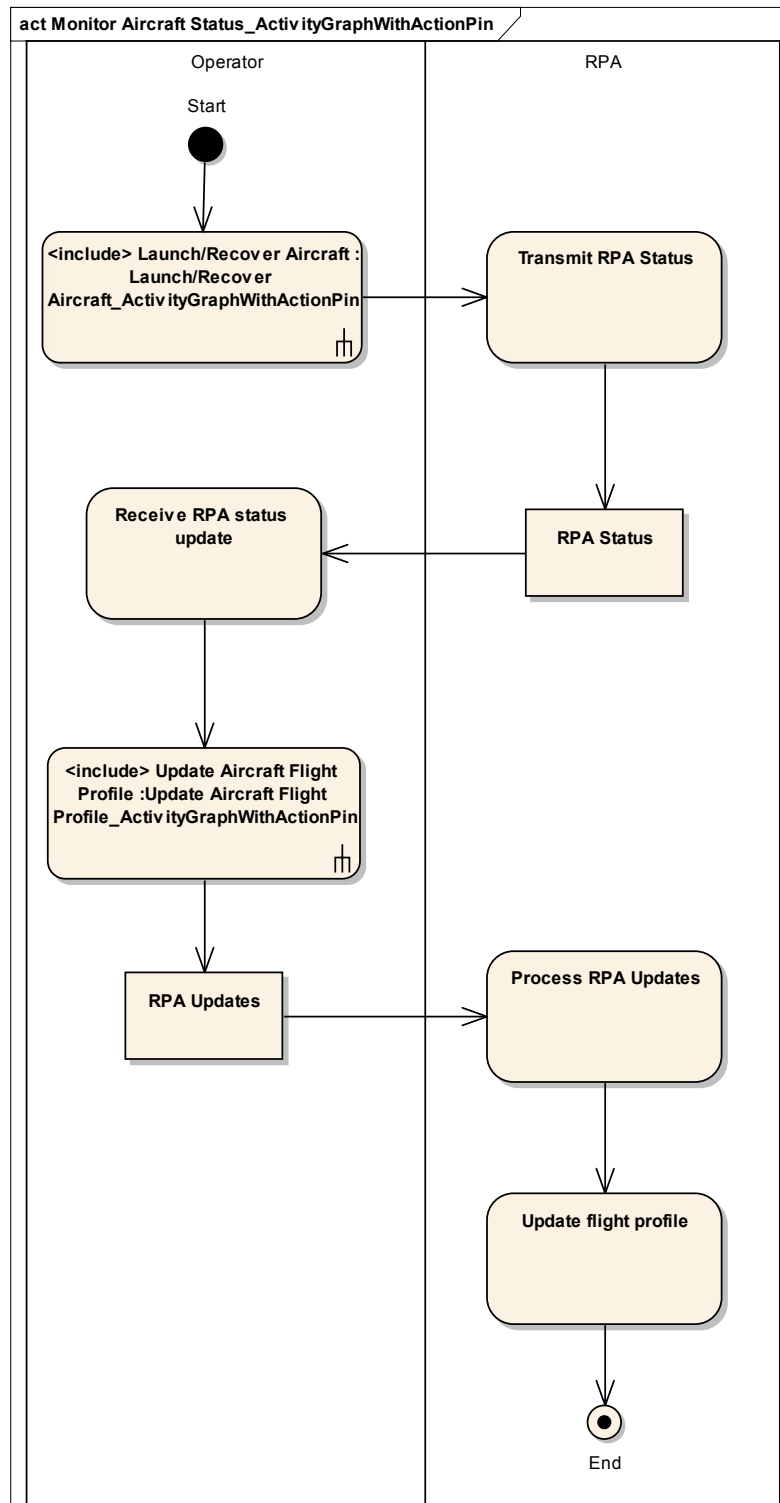 act Monitor Aircraft Status_ActivityGraphWithActionPin
Operator
RPA
Start
<include> Launch/Recover Aircraft :
Launch/Recover
Aircraft_ActivityGraphWithActionPin
Transmit RPA Status
Receive RPA status
update
RPA Status
<include> Update Aircraft Flight
Profile :Update Aircraft Flight
Profile_ActivityGraphWithActionPin
RPA Updates
Process RPA Updates
Update flight profile
End